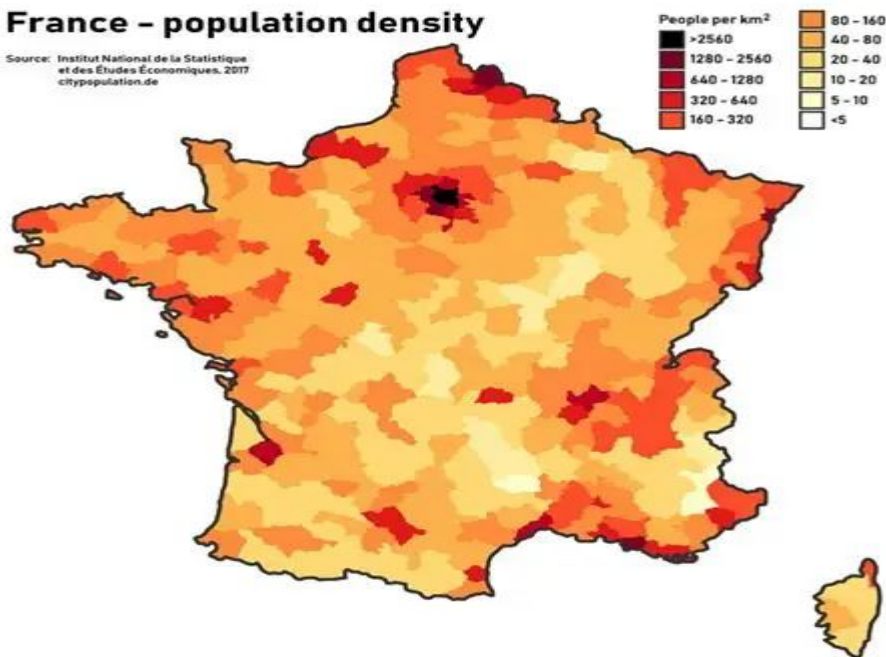 France - population density
Source: Institut National de la Statistique
et des Études Économiques, 2017
citypopulation.de
People per km²
>2560
1280 - 2560
640 - 1280
320 - 640
160 - 320
80 - 160
40 - 80
20 - 40
10 - 20
5 - 10
<5